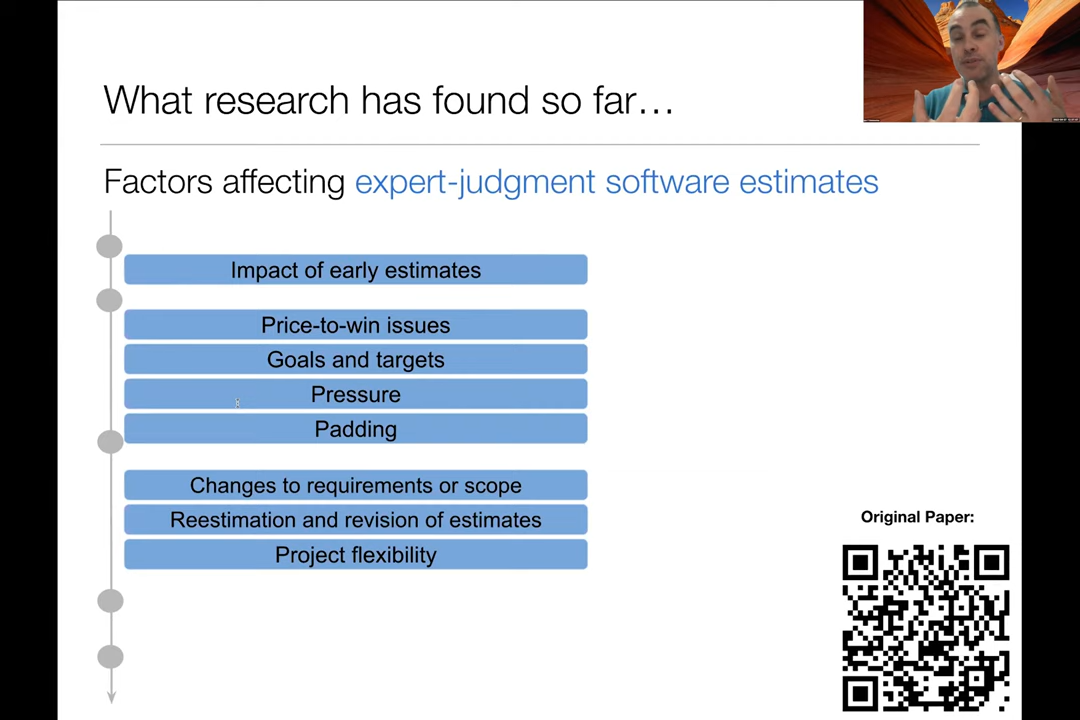 What research has found so far…
Factors affecting expert-judgment software estimates
Impact of early estimates
Price-to-win issues
Goals and targets
Pressure
Padding
Changes to requirements or scope
Reestimation and revision of estimates
Project flexibility
Original Paper: